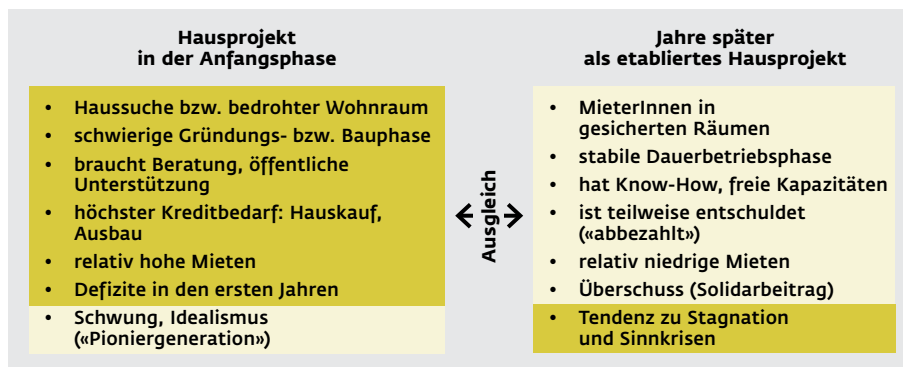 Hausprojekt
in der Anfangsphase
• Haussuche bzw. bedrohter Wohnraum
• schwierige Gründungs- bzw. Bauphase
• braucht Beratung, öffentliche
Unterstützung
• höchster Kreditbedarf: Hauskauf,
Ausbau
• relativ hohe Mieten
• Defizite in den ersten Jahren
• Schwung, Idealismus
(«Pioniergeneration»)
Ausgleich
Jahre später
als etabliertes Hausprojekt
• MieterInnen in
gesicherten Räumen
• stabile Dauerbetriebsphase
• hat Know-How, freie Kapazitäten
• ist teilweise entschuldet
(«abbezahlt»)
• relativ niedrige Mieten
• Überschuss (Solidarbeitrag)
• Tendenz zu Stagnation
und Sinnkrisen